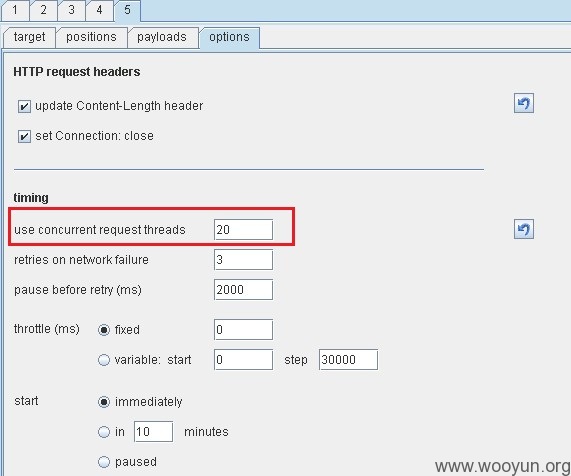 1 2 3 4 5
target positions payloads options
HTTP request headers
update Content-Length header
set Connection: close
timing
use concurrent request threads 20
retries on network failure 3
pause before retry (ms) 2000
throttle (ms) fixed 0
variable: start 0 step 30000
start immediately
in 10 minutes
paused
www.wooyun.org